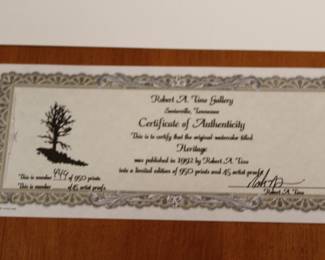 Robert A. Tino Gallery
Sevierville, Tennessee
Certificate of Authenticity
This is to certify that the original watercolor titled
Heritage
was published in 1992 by Robert A. Tino
into a limited edition of 950 prints and 45 artist proofs
This is number 449 of 950 prints
This is number of 45 artist proofs
Robert A. Tino